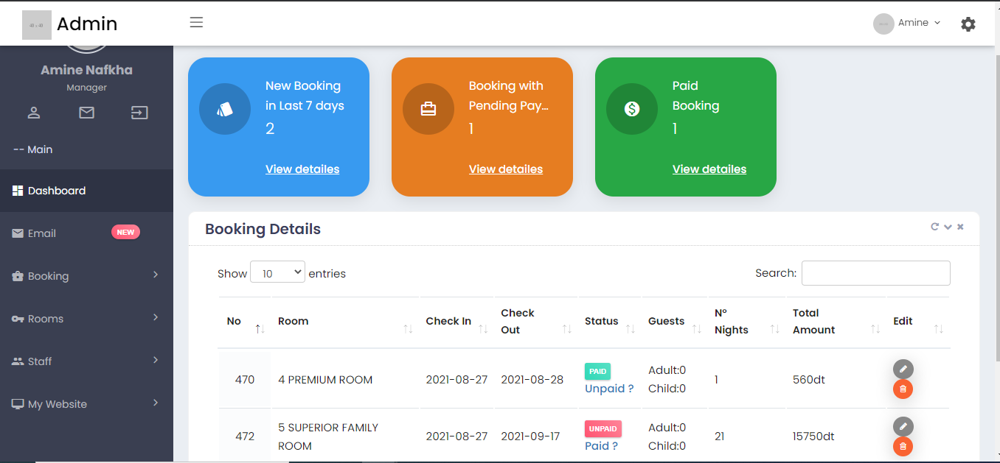 40 x 40
Admin
Amine
Amine Nafkha
Manager
-- Main
Dashboard
Email
NEW
Booking
Rooms
Staff
My Website
New Booking
in Last 7 days
2
View detailes
Booking with
Pending Pay...
1
View detailes
Paid
Booking
1
View detailes
Booking Details
Show 10 entries
Search:
No
Room
Check In
Check
Out
Status
Guests
N°
Nights
Total
Amount
Edit
470
4 PREMIUM ROOM
2021-08-27
2021-08-28
PAID
Unpaid ?
Adult:0
Child:0
1
560dt
472
5 SUPERIOR FAMILY
ROOM
2021-08-27
2021-09-17
UNPAID
Paid ?
Adult:0
Child:0
21
15750dt